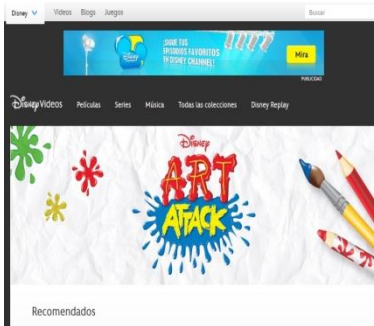 Disney Videos Blogs Juegos Buscar
¡SIGUE TUS
EPISODIOS FAVORITOS
EN DISNEY CHANNEL!
Mira
PUBLICIDAD
Disney Videos Películas Series Música Todas las colecciones Disney Replay
Disney
ART
ATTACK
Recomendados